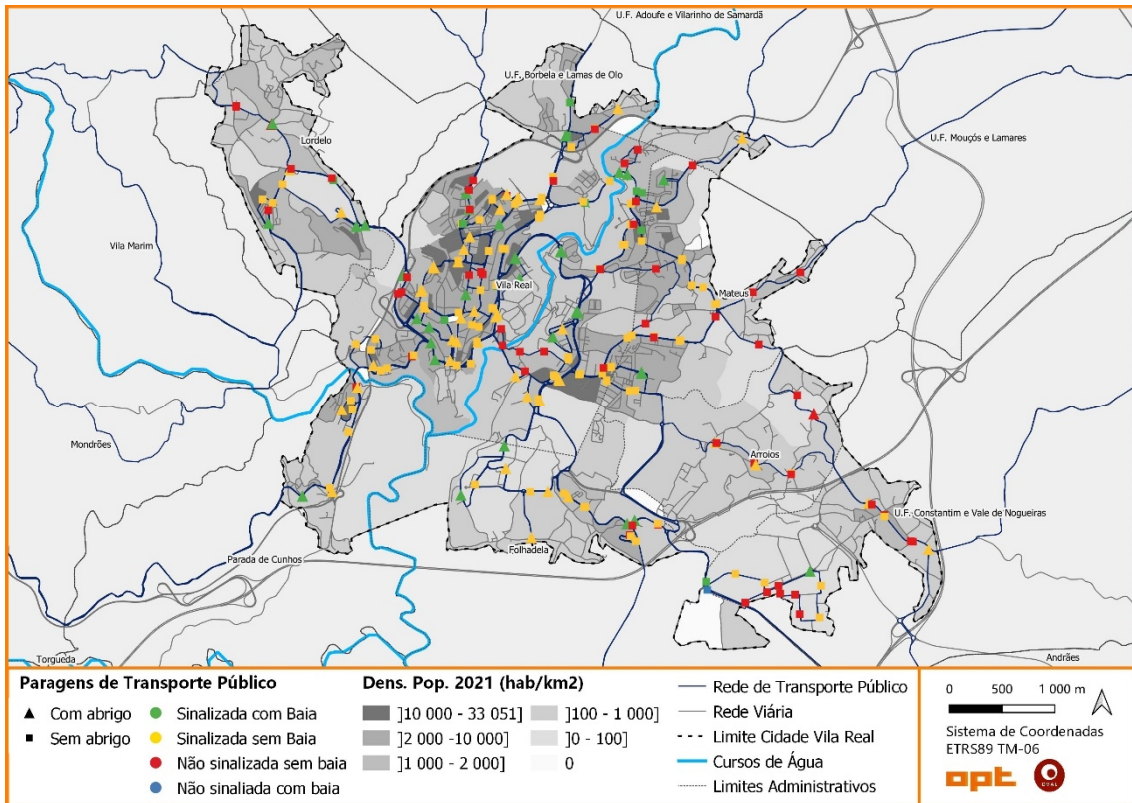 U.F. Adoufe e Vilarinho de Samardã
U.F. Borbela e Lamas de Olo
U.F. Mouçós e Lamares
Lordelo
Vila Marim
Vila Real
Mateus
Mondrões
Arroios
U.F. Constantim e Vale de Nogueiras
Folhadela
Parada de Cunhos
Torgueda
Andrães
Paragens de Transporte Público
Com abrigo
Sem abrigo
Sinalizada com Baia
Sinalizada sem Baia
Não sinalizada sem baia
Não sinaliada com baia
Dens. Pop. 2021 (hab/km2)
]10 000 - 33 051]
]2 000 -10 000]
]1 000 - 2 000]
]100 - 1 000]
]0 - 100]
0
Rede de Transporte Público
Rede Viária
Limite Cidade Vila Real
Cursos de Água
Limites Administrativos
0 500 1 000 m
Sistema de Coordenadas
ETRS89 TM-06
opt